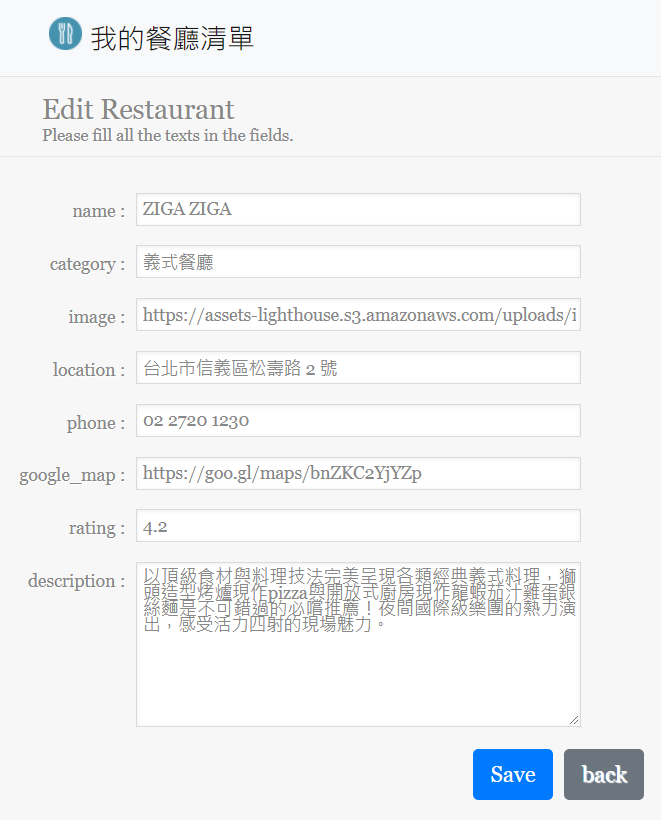 我的餐廳清單
Edit Restaurant
Please fill all the texts in the fields.
name : ZIGA ZIGA
category : 義式餐廳
image : https://assets-lighthouse.s3.amazonaws.com/uploads/i
location : 台北市信義區松壽路 2 號
phone : 02 2720 1230
google_map : https://goo.gl/maps/bnZKC2YjYZp
rating : 4.2
description : 以頂級食材與料理技法完美呈現各類經典義式料理，獅
頭造型烤爐現作pizza與開放式廚房現作龍蝦茄汁雞蛋銀
絲麵是不可錯過的必嚐推薦！夜間國際級樂團的熱力演
出，感受活力四射的現場魅力。
Save back